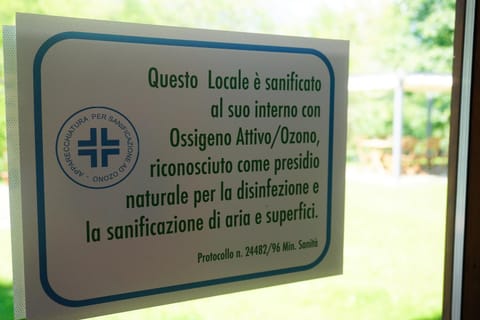 Questo Locale è sanificato
al suo interno con
Ossigeno Attivo/Ozono,
riconosciuto come presidio
naturale per la disinfezione e
la sanificazione di aria e superfici.
Protocollo n. 24482/96 Min. Sanità
APPARECCHIATURA PER SANIFICAZIONE AD OZONO -